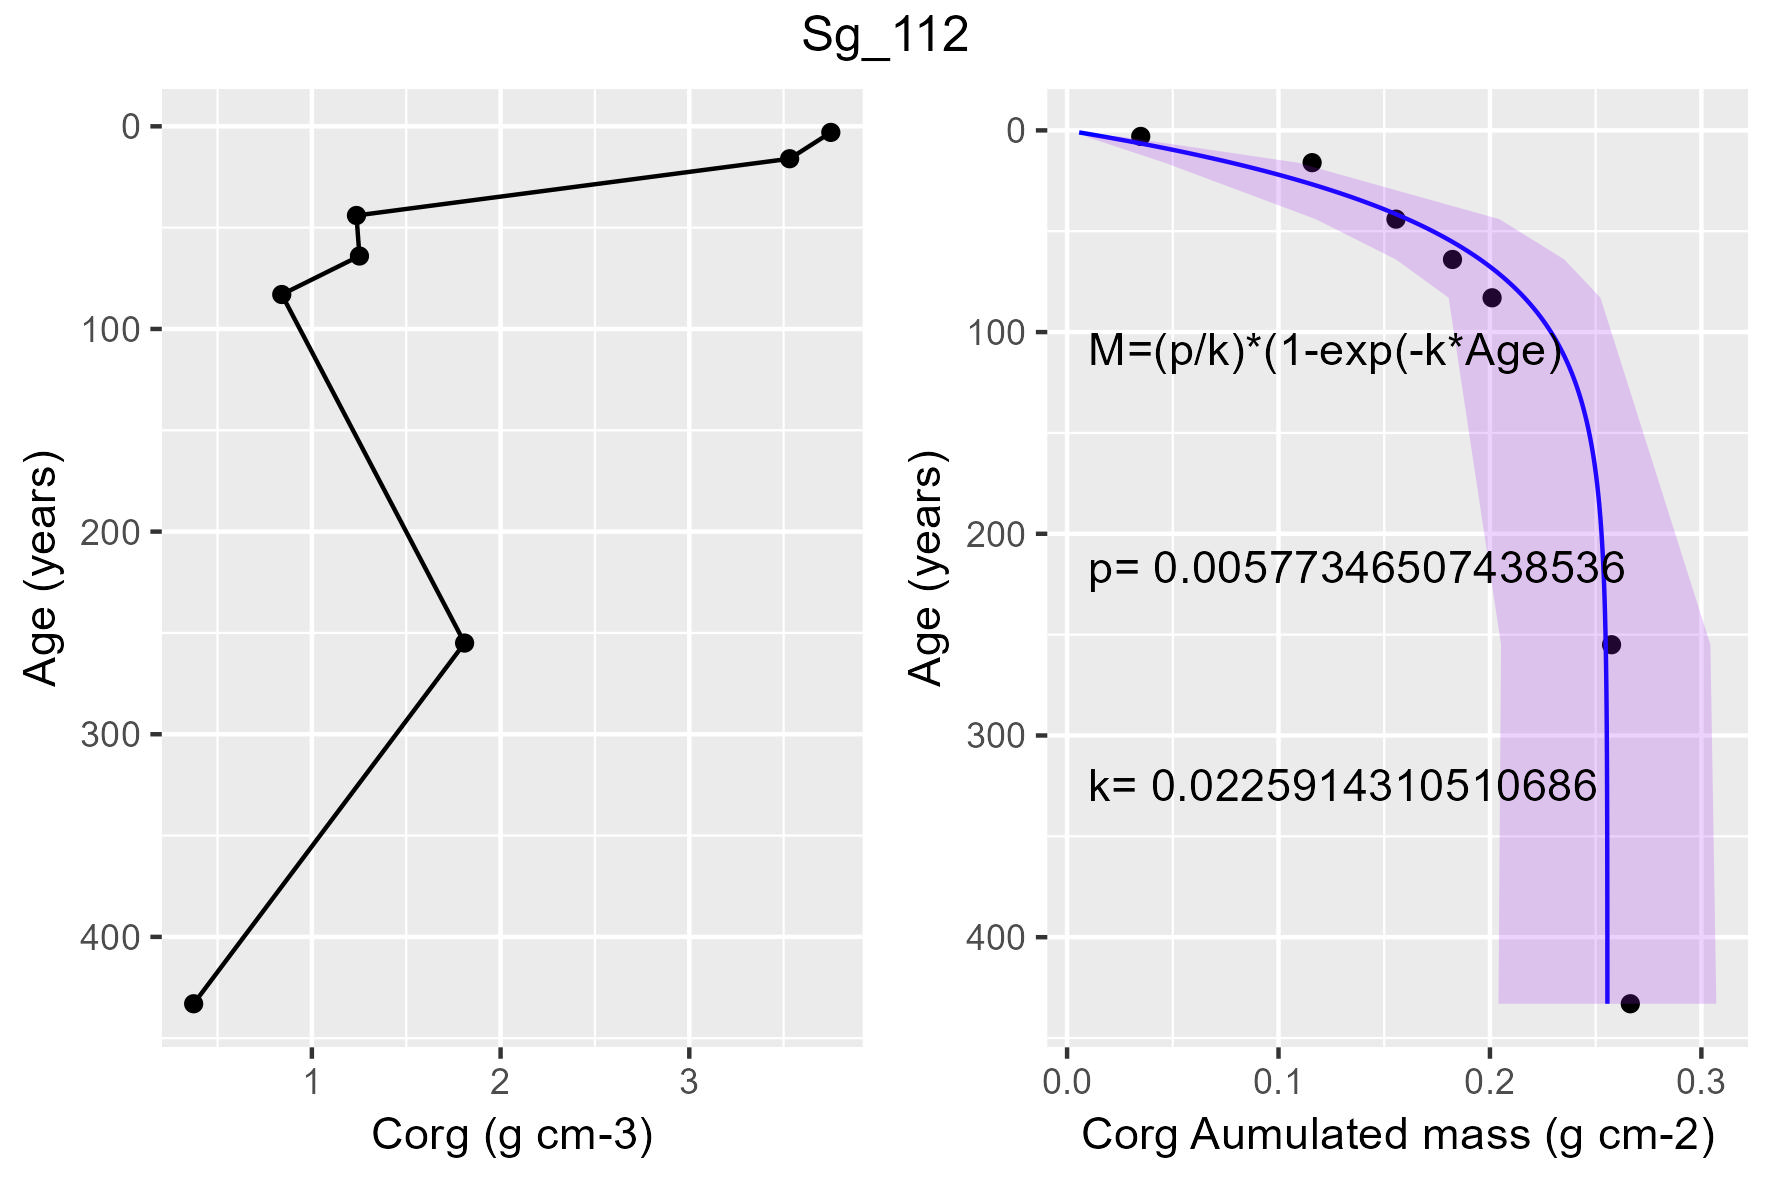 Sg_112
0
100
200
300
400
Age (years)
1 2 3
Corg (g cm-3)
0
100
200
300
400
Age (years)
M=(p/k)*(1-exp(-k*Age)
p= 0.00577346507438536
k= 0.0225914310510686
0.0 0.1 0.2 0.3
Corg Aumulated mass (g cm-2)